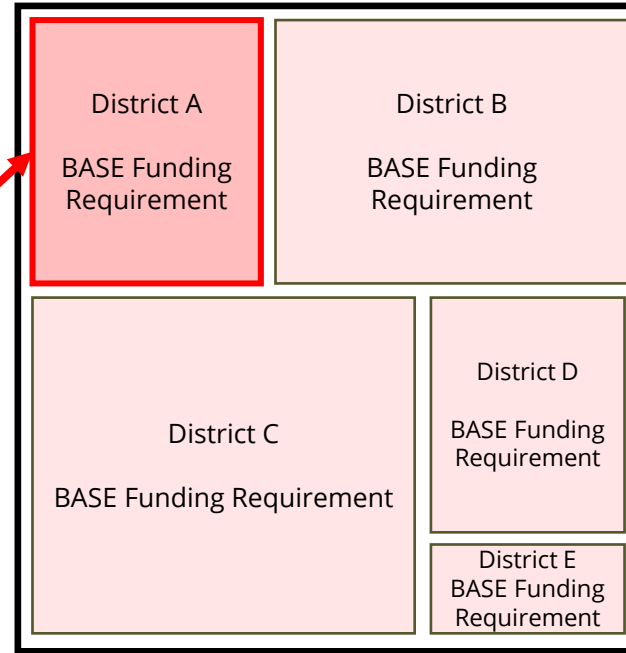 District A
BASE Funding
Requirement
District B
BASE Funding
Requirement
District C
BASE Funding Requirement
District D
BASE Funding
Requirement
District E
BASE Funding
Requirement